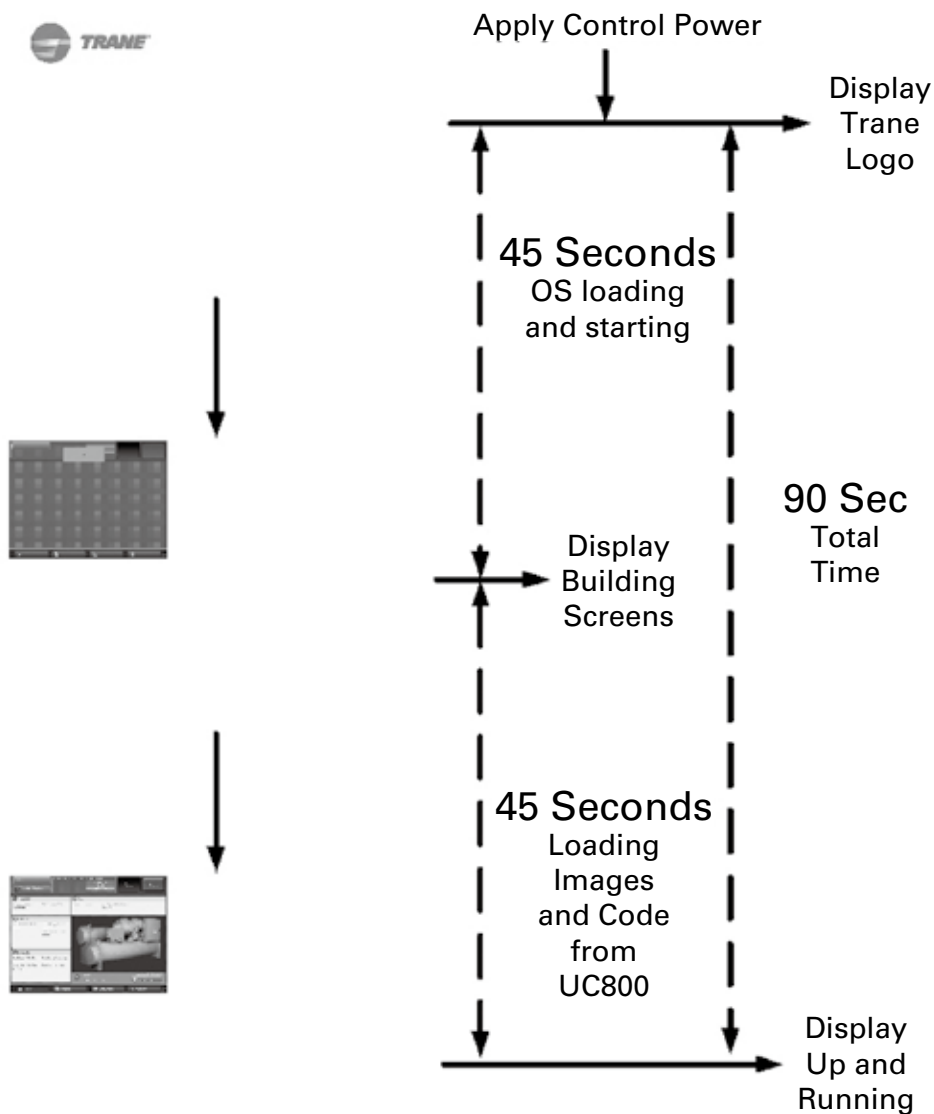 TRANE
Apply Control Power
Display
Trane
Logo
45 Seconds
OS loading
and starting
Display
Building
Screens
90 Sec
Total
Time
45 Seconds
Loading
Images
and Code
from
UC800
Display
Up and
Running